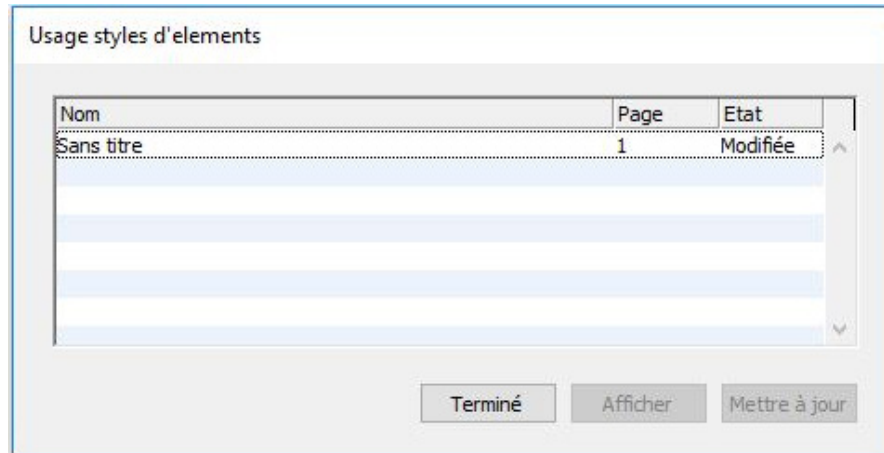 Usage styles d'elements
Nom Page Etat
Sans titre 1 Modifiée
Terminé Afficher Mettre à jour